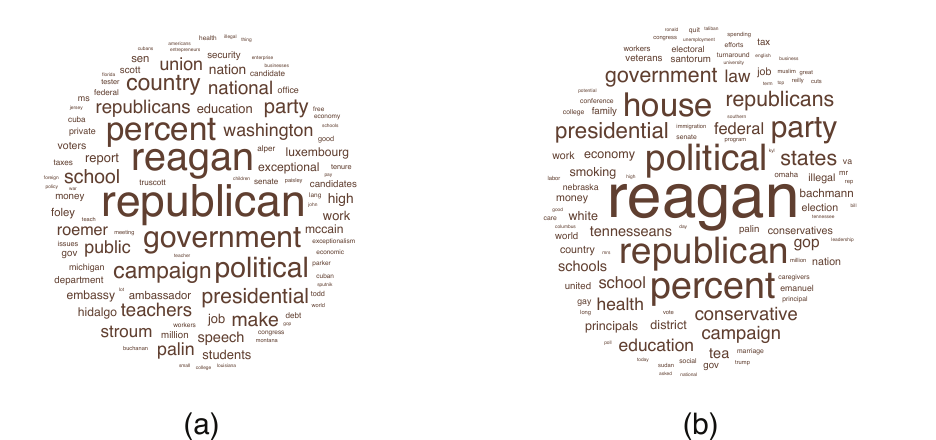 health illegal thing
americans
cubans entrepreneurs
sen union security enterprise
businesses
scott nation candidate
florida
tester country national office
federal
ms republicans education party free
jersey economy
cuba percent washington schools
private
voters good
reagan alper luxembourg
taxes report exceptional tenure
foreign school children senate paisley pay candidates
policy war truscott
money republican lang high
john
foley teach work
roemer meeting government mccain
issues public exceptionalism
gov teacher economic
michigan campaign political parker
department cuban
sputnik
embassy lot ambassador presidential todd
world
hidalgo teachers job make debt
workers gop
stroum million speech congress
montana
buchanan palin students
small college louisiana
(a)
ronald quit taliban
congress unemployment spending
workers electoral efforts tax
veterans santorum turnaround english business
university
government law job muslim great
term top reilly cuts
potential
conference house republicans
college family southern
presidential immigration federal party
senate program
work economy political kyl states va
smoking omaha illegal mr
labor high rep
nebraska reagan bachmann
money
good election bill
care white tennessee
columbus tennesseans day palin conservatives
world leadership
country mrs republican gop
million nation
schools
united school percent caregivers
emanuel
gay health principal
long vote conservative
principals district campaign
poll education
tea marriage
today social gov trump
sudan
asked national
(b)